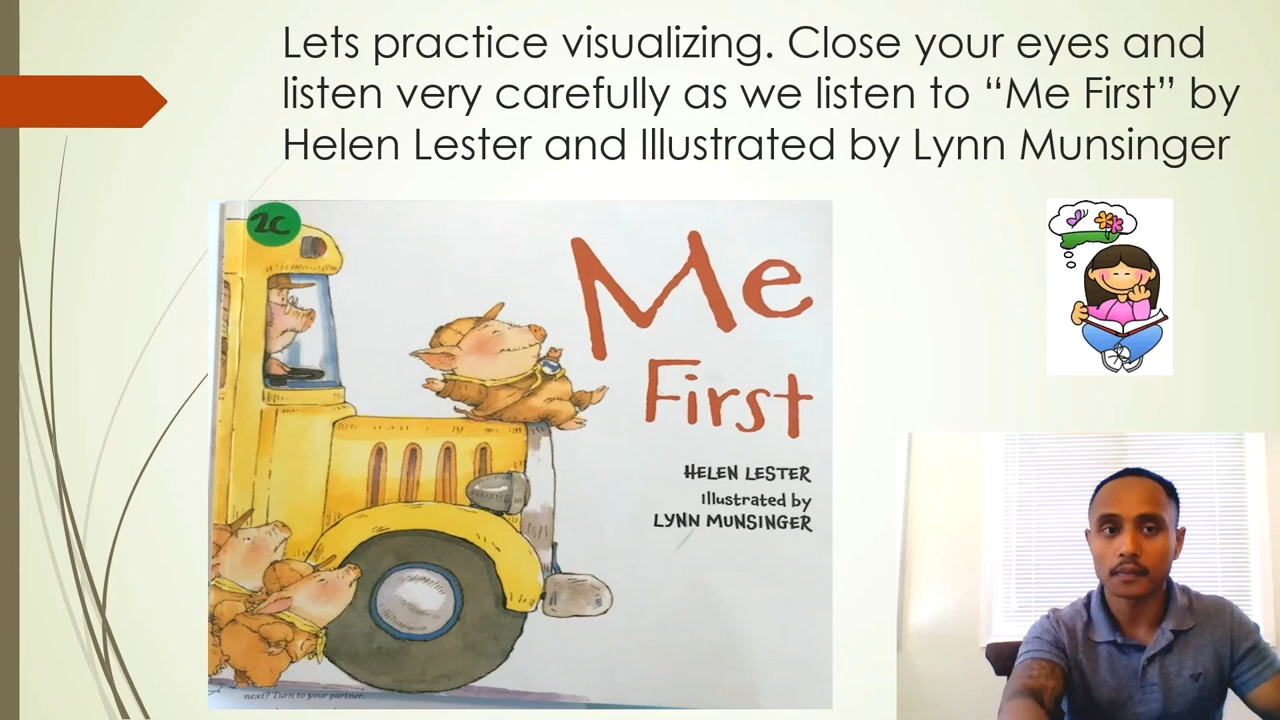 Lets practice visualizing. Close your eyes and
listen very carefully as we listen to “Me First” by
Helen Lester and Illustrated by Lynn Munsinger
2C
Me
First
HELEN LESTER
Illustrated by
LYNN MUNSINGER
next? Turn to your partner.